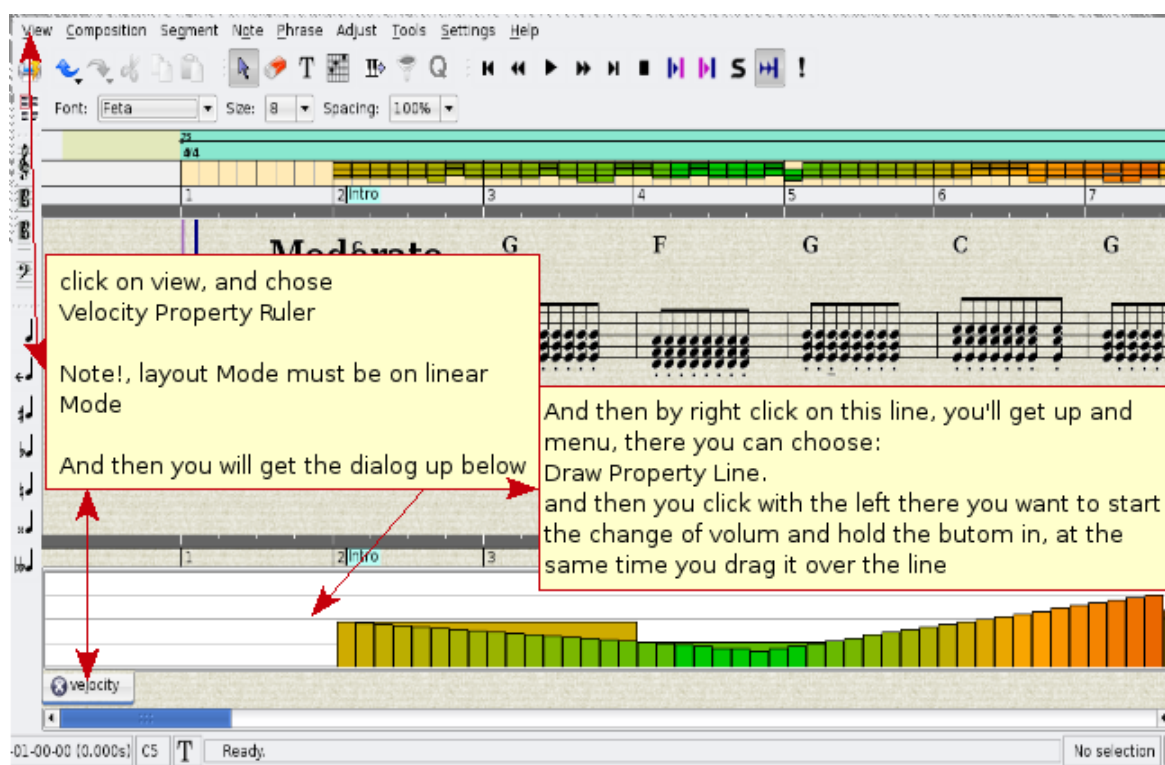 View Composition Segment Note Phrase Adjust Tools Settings Help
T Q S !
Font: Feta Size: 8 Spacing: 100%
75
4/4
1 2 Intro 3 4 5 6 7
Moderato G F G C G
click on view, and chose
Velocity Property Ruler
Note!, layout Mode must be on linear
Mode
And then you will get the dialog up below
And then by right click on this line, you'll get up and
menu, there you can choose:
Draw Property Line.
and then you click with the left there you want to start
the change of volum and hold the butom in, at the
same time you drag it over the line
1 2 Intro 3
velocity
-01-00-00 (0.000s) C5 T Ready. No selection